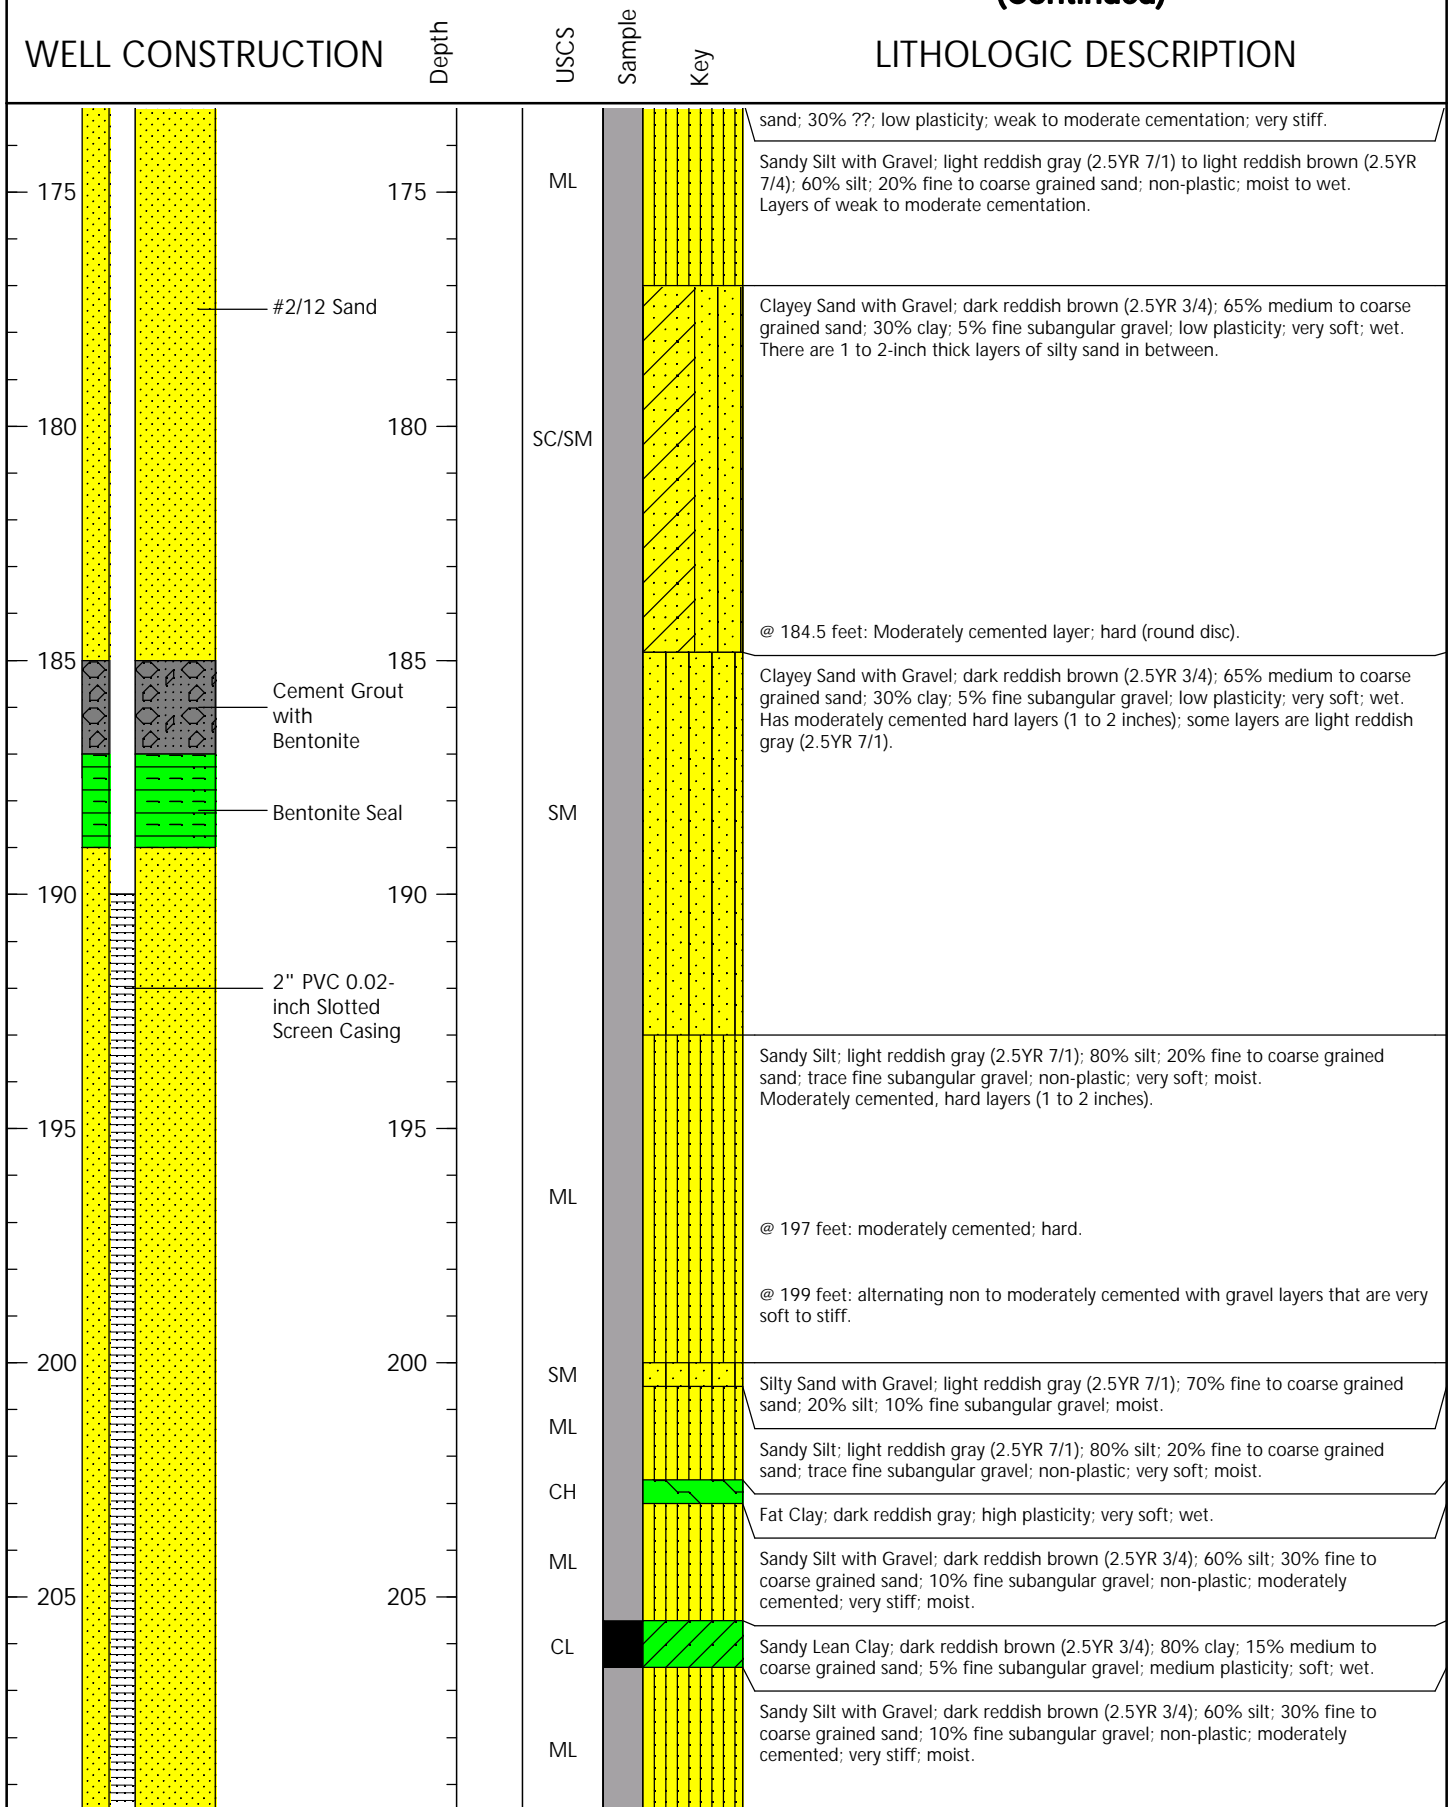 (Continued)
WELL CONSTRUCTION
Depth
USCS
Sample
Key
LITHOLOGIC DESCRIPTION
sand; 30% ??; low plasticity; weak to moderate cementation; very stiff.
ML
Sandy Silt with Gravel; light reddish gray (2.5YR 7/1) to light reddish brown (2.5YR
7/4); 60% silt; 20% fine to coarse grained sand; non-plastic; moist to wet.
Layers of weak to moderate cementation.
175
175
#2/12 Sand
Clayey Sand with Gravel; dark reddish brown (2.5YR 3/4); 65% medium to coarse
grained sand; 30% clay; 5% fine subangular gravel; low plasticity; very soft; wet.
There are 1 to 2-inch thick layers of silty sand in between.
180
180
SC/SM
@ 184.5 feet: Moderately cemented layer; hard (round disc).
185
185
Cement Grout
with
Bentonite
Clayey Sand with Gravel; dark reddish brown (2.5YR 3/4); 65% medium to coarse
grained sand; 30% clay; 5% fine subangular gravel; low plasticity; very soft; wet.
Has moderately cemented hard layers (1 to 2 inches); some layers are light reddish
gray (2.5YR 7/1).
Bentonite Seal
SM
190
190
2" PVC 0.02-
inch Slotted
Screen Casing
Sandy Silt; light reddish gray (2.5YR 7/1); 80% silt; 20% fine to coarse grained
sand; trace fine subangular gravel; non-plastic; very soft; moist.
Moderately cemented, hard layers (1 to 2 inches).
195
195
ML
@ 197 feet: moderately cemented; hard.
@ 199 feet: alternating non to moderately cemented with gravel layers that are very
soft to stiff.
200
200
SM
Silty Sand with Gravel; light reddish gray (2.5YR 7/1); 70% fine to coarse grained
sand; 20% silt; 10% fine subangular gravel; moist.
ML
Sandy Silt; light reddish gray (2.5YR 7/1); 80% silt; 20% fine to coarse grained
sand; trace fine subangular gravel; non-plastic; very soft; moist.
CH
Fat Clay; dark reddish gray; high plasticity; very soft; wet.
ML
Sandy Silt with Gravel; dark reddish brown (2.5YR 3/4); 60% silt; 30% fine to
coarse grained sand; 10% fine subangular gravel; non-plastic; moderately
cemented; very stiff; moist.
205
205
CL
Sandy Lean Clay; dark reddish brown (2.5YR 3/4); 80% clay; 15% medium to
coarse grained sand; 5% fine subangular gravel; medium plasticity; soft; wet.
ML
Sandy Silt with Gravel; dark reddish brown (2.5YR 3/4); 60% silt; 30% fine to
coarse grained sand; 10% fine subangular gravel; non-plastic; moderately
cemented; very stiff; moist.